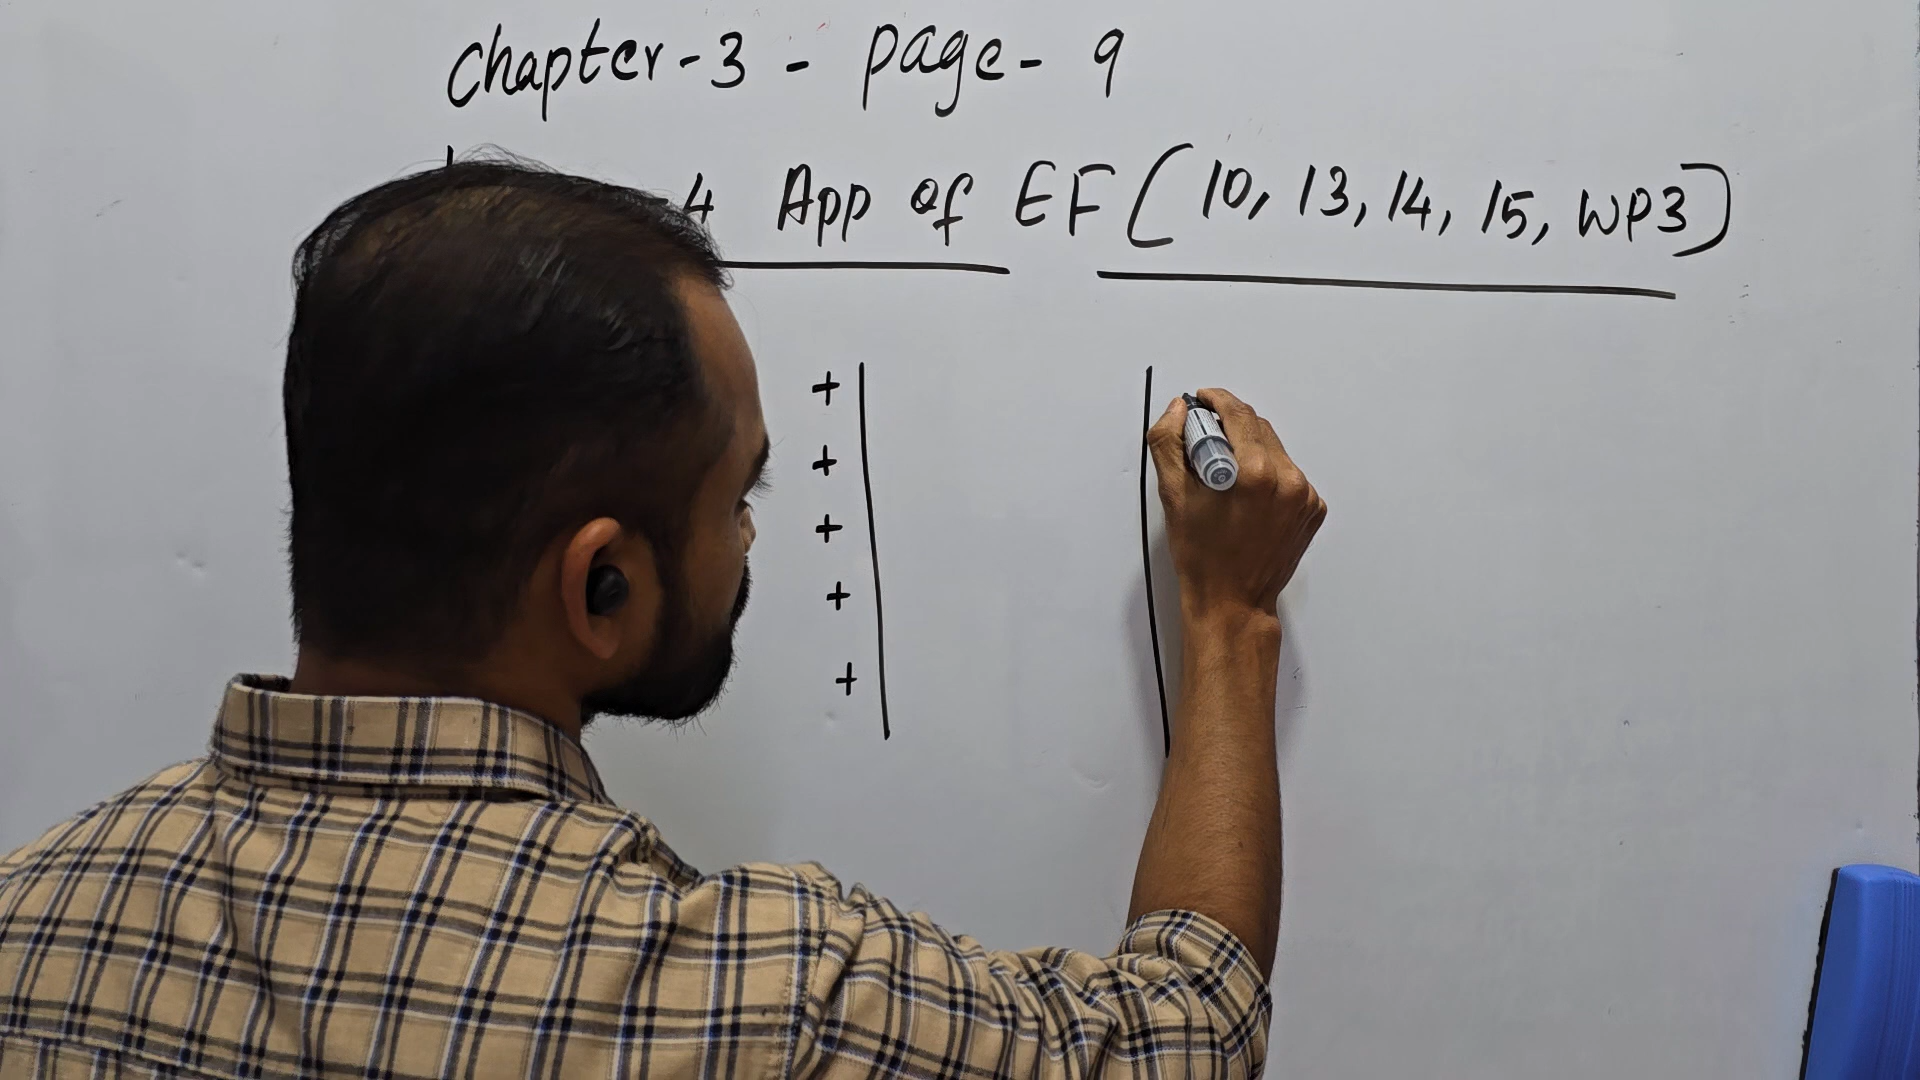 Chapter-3 - page- 9
-4 App of EF (10, 13, 14, 15, WP3)
+
+
+
+
+